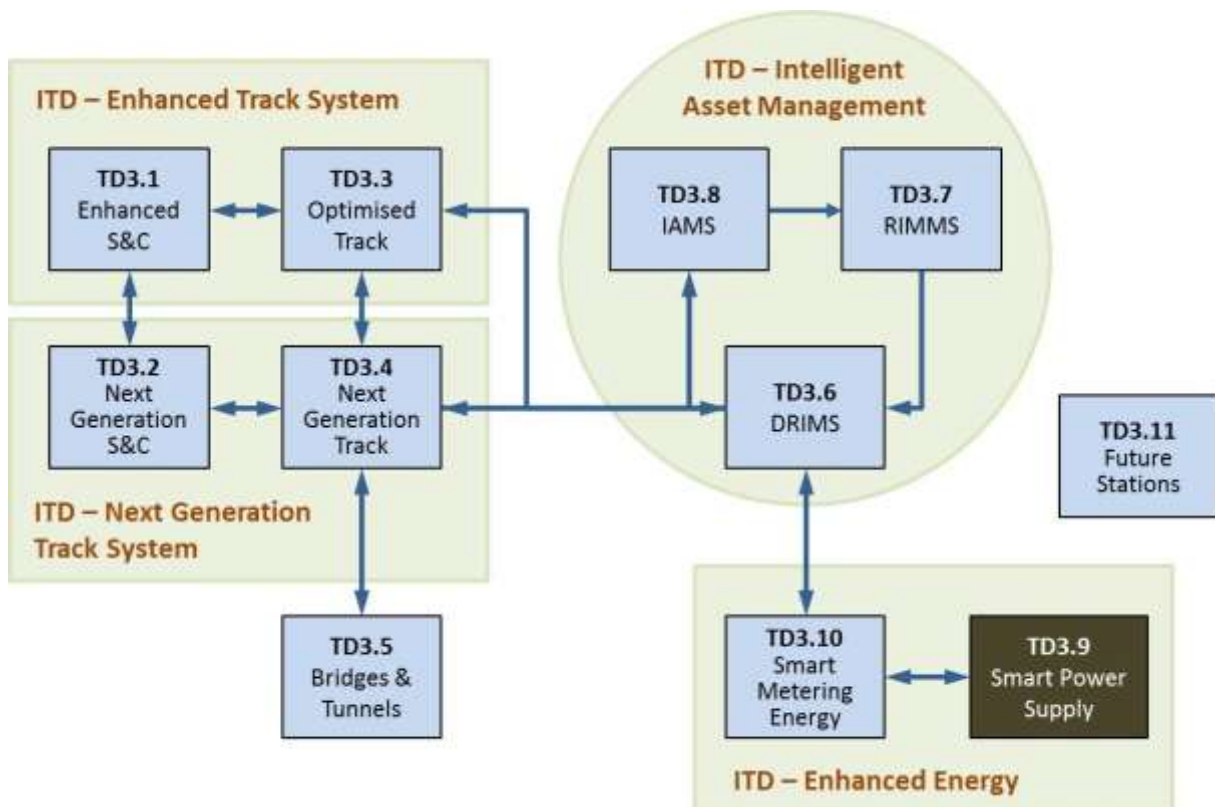 ITD – Enhanced Track System
TD3.1
Enhanced
S&C
TD3.3
Optimised
Track
TD3.2
Next
Generation
S&C
TD3.4
Next
Generation
Track
ITD – Next Generation
Track System
TD3.5
Bridges &
Tunnels
ITD – Intelligent
Asset Management
TD3.8
IAMS
TD3.7
RIMMS
TD3.6
DRIMS
TD3.11
Future
Stations
TD3.10
Smart
Metering
Energy
TD3.9
Smart Power
Supply
ITD – Enhanced Energy